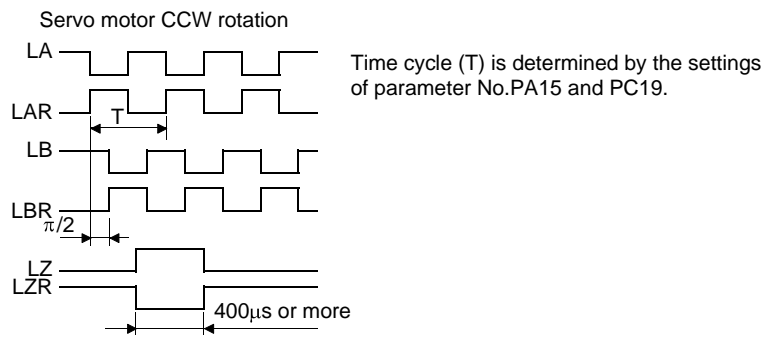 Servo motor CCW rotation
LA
Time cycle (T) is determined by the settings
of parameter No.PA15 and PC19.
LAR
T
LB
LBR
π/2
LZ
LZR
400μs or more